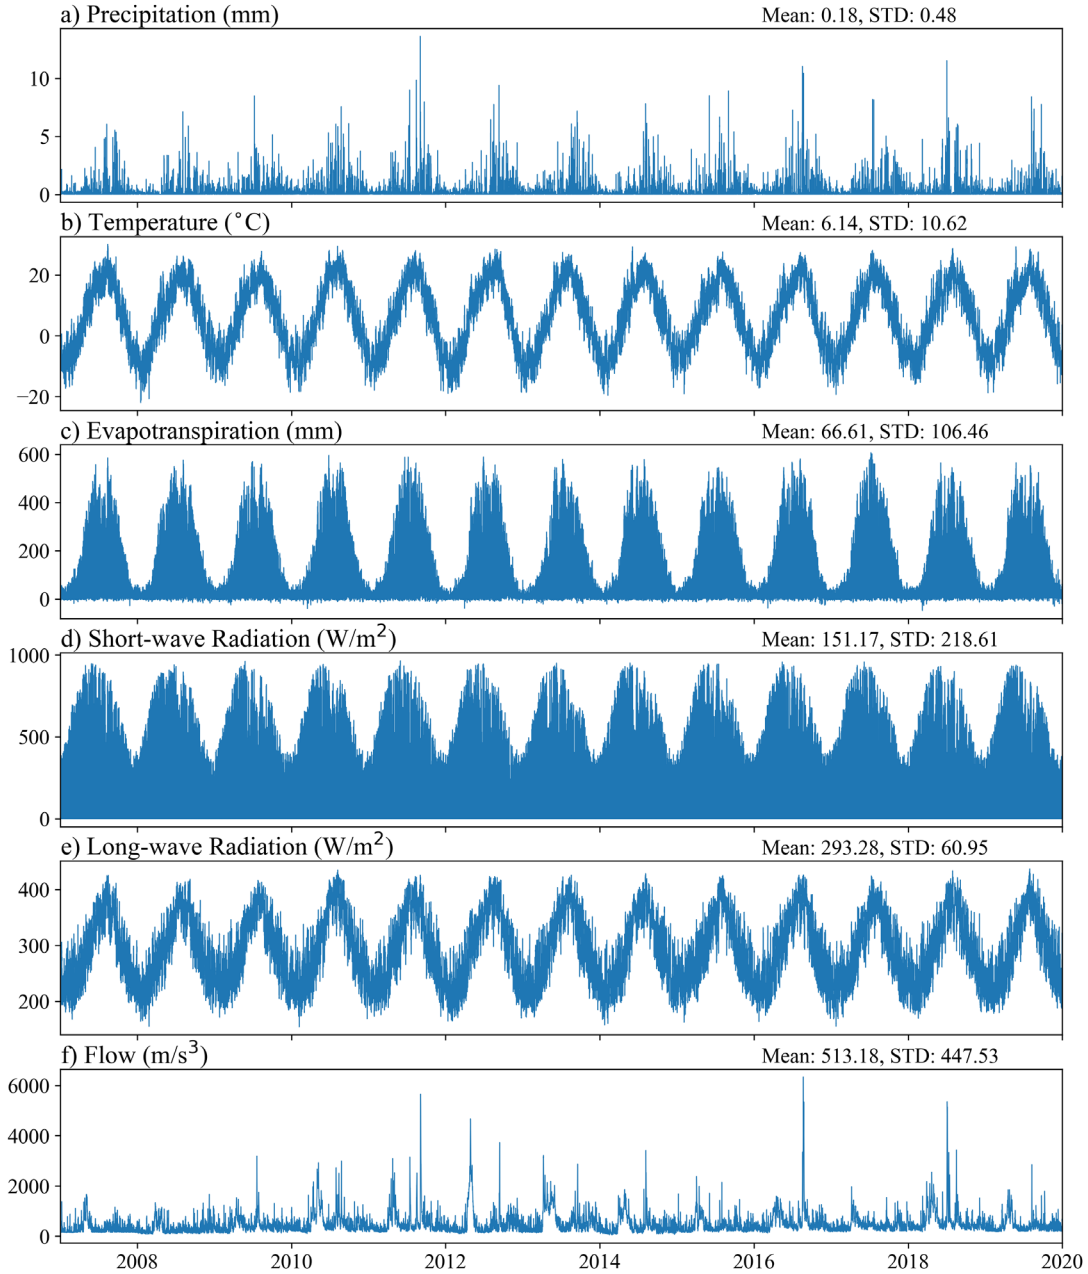 a) Precipitation (mm) Mean: 0.18, STD: 0.48
10
5
0
b) Temperature (˚C) Mean: 6.14, STD: 10.62
20
0
−20
c) Evapotranspiration (mm) Mean: 66.61, STD: 106.46
600
400
200
0
d) Short-wave Radiation (W/m²) Mean: 151.17, STD: 218.61
1000
500
0
e) Long-wave Radiation (W/m²) Mean: 293.28, STD: 60.95
400
300
200
f) Flow (m/s³) Mean: 513.18, STD: 447.53
6000
4000
2000
0
2008 2010 2012 2014 2016 2018 2020